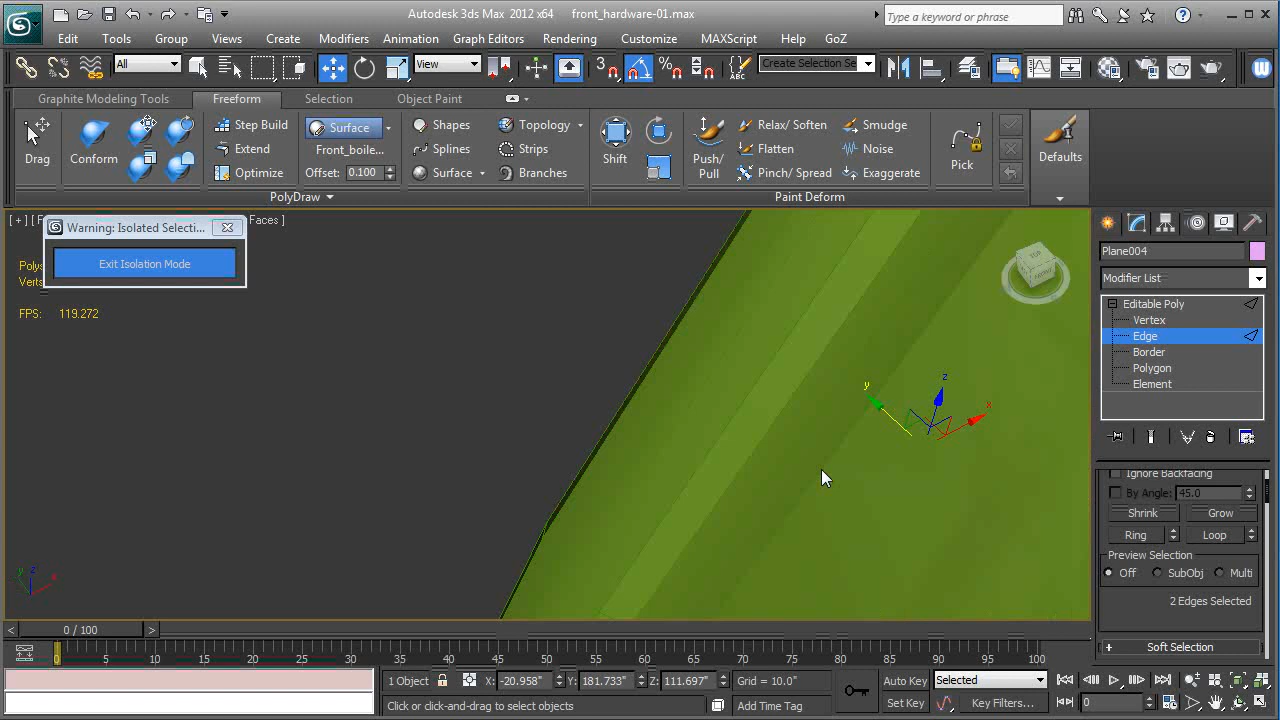 Autodesk 3ds Max 2012 x64 front_hardware-01.max
Type a keyword or phrase
Edit Tools Group Views Create Modifiers Animation Graph Editors Rendering Customize MAXScript Help GoZ
All View 3 Create Selection Se
Graphite Modeling Tools Freeform Selection Object Paint
Drag Conform Step Build Surface Shapes Topology Shift Push/ Pull Relax/ Soften Smudge Pick Defaults
Extend Front_boile... Splines Strips Flatten Noise
Optimize Offset: 0.100 Surface Branches Pinch/ Spread Exaggerate
PolyDraw Paint Deform
[ + ] [ F Faces ]
Warning: Isolated Selecti...
Exit Isolation Mode
Polys
Verts
FPS: 119.272
TOP
FRONT
x y z
x y z
Plane004
Modifier List
Editable Poly
Vertex
Edge
Border
Polygon
Element
Ignore Backfacing
By Angle: 45.0
Shrink Grow
Ring Loop
Preview Selection
Off SubObj Multi
2 Edges Selected
+ Soft Selection
< 0 / 100 >
0 5 10 15 20 25 30 35 40 45 50 55 60 65 70 75 80 85 90 95 100
1 Object X: -20.958" Y: 181.733" Z: 111.697" Grid = 10.0" Auto Key Selected
Click or click-and-drag to select objects Add Time Tag Set Key Key Filters... 0